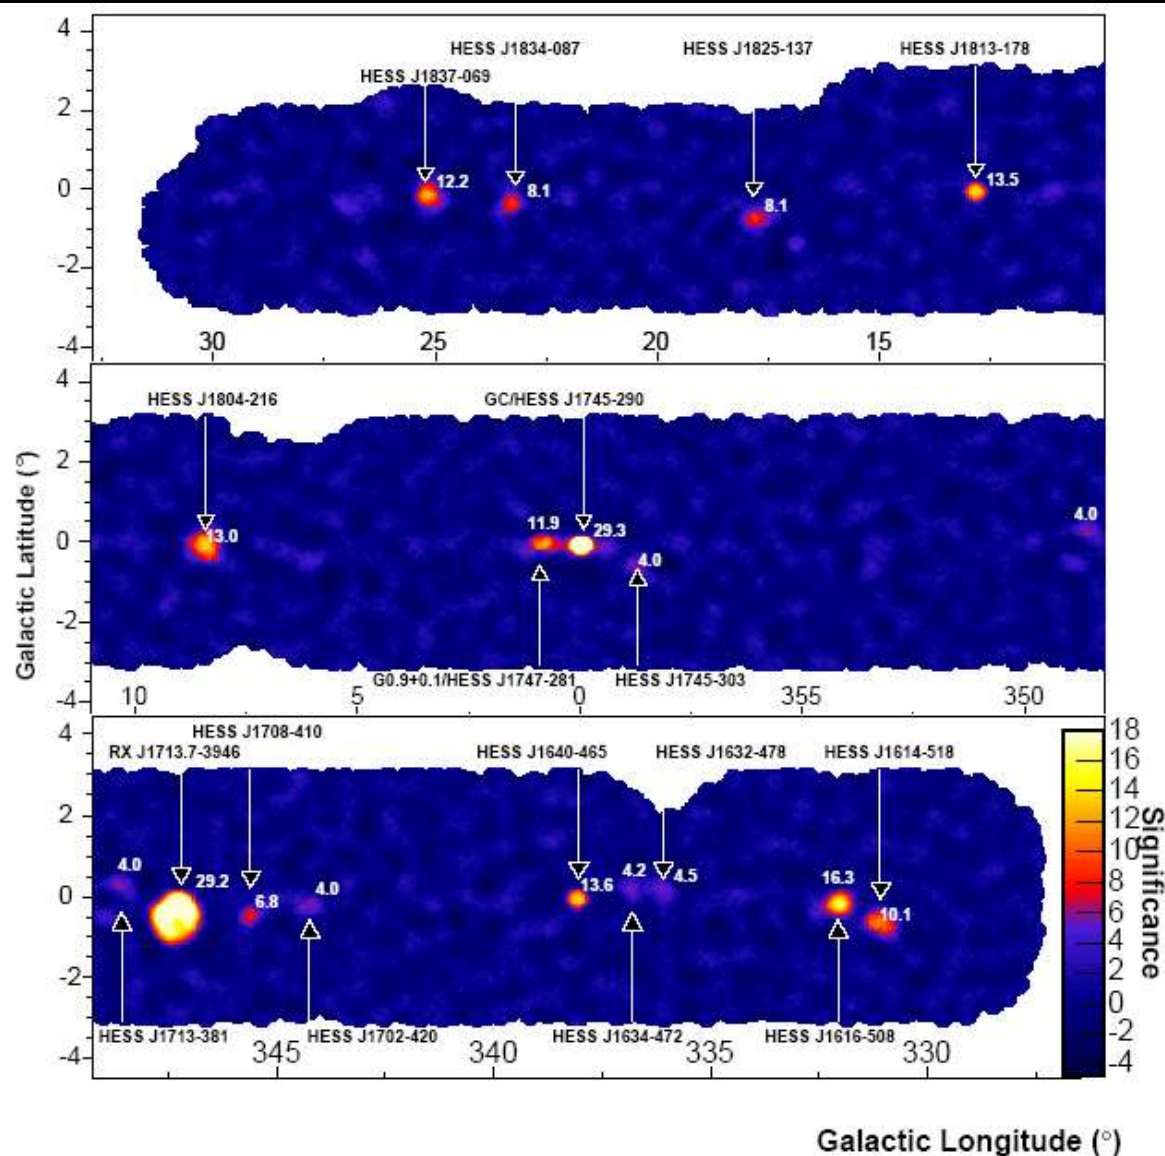 4
HESS J1834-087 HESS J1825-137 HESS J1813-178
HESS J1837-069
2
0
12.2 8.1 8.1 13.5
-2
-4
30 25 20 15
4
HESS J1804-216 GC/HESS J1745-290
2
0
13.0 11.9 29.3 4.0 4.0
-2
G0.9+0.1/HESS J1747-281 HESS J1745-303
-4
10 5 0 355 350
Galactic Latitude (°)
4
HESS J1708-410
RX J1713.7-3946 HESS J1640-465 HESS J1632-478 HESS J1614-518
2
4.0 29.2 6.8 4.0 13.6 4.2 4.5 16.3 10.1
0
-2
HESS J1713-381 HESS J1702-420 HESS J1634-472 HESS J1616-508
-4
345 340 335 330
18
16
14
12
10
8
6
4
2
0
-2
-4
Significance
Galactic Longitude (°)